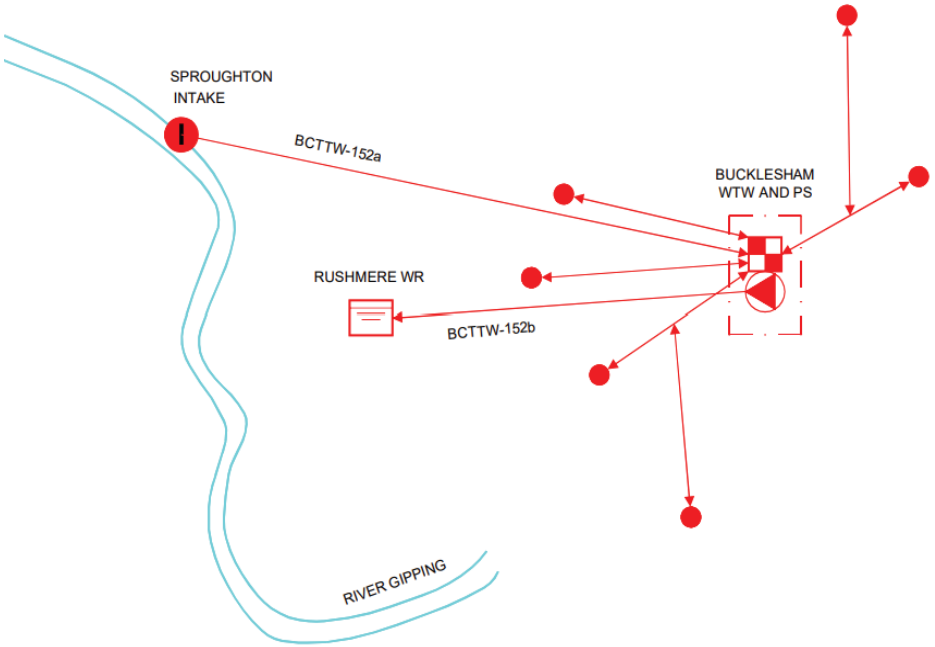 SPROUGHTON
INTAKE
BCTTW-152a
BUCKLESHAM
WTW AND PS
RUSHMERE WR
BCTTW-152b
RIVER GIPPING